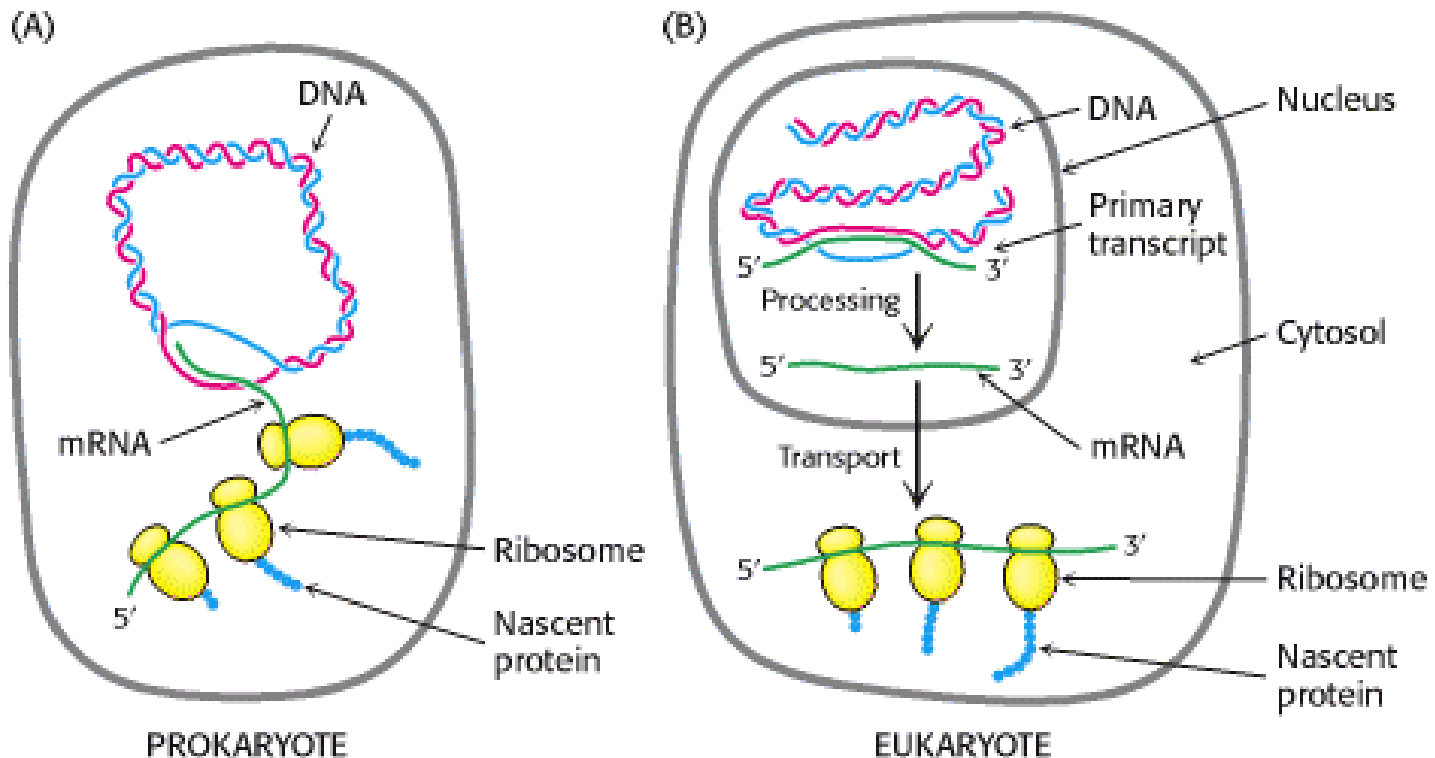 (A)
DNA
mRNA
5′
Ribosome
Nascent
protein
PROKARYOTE
(B)
DNA
Nucleus
Primary
transcript
5′
3′
Processing
Cytosol
5′
3′
mRNA
Transport
5′
3′
Ribosome
Nascent
protein
EUKARYOTE